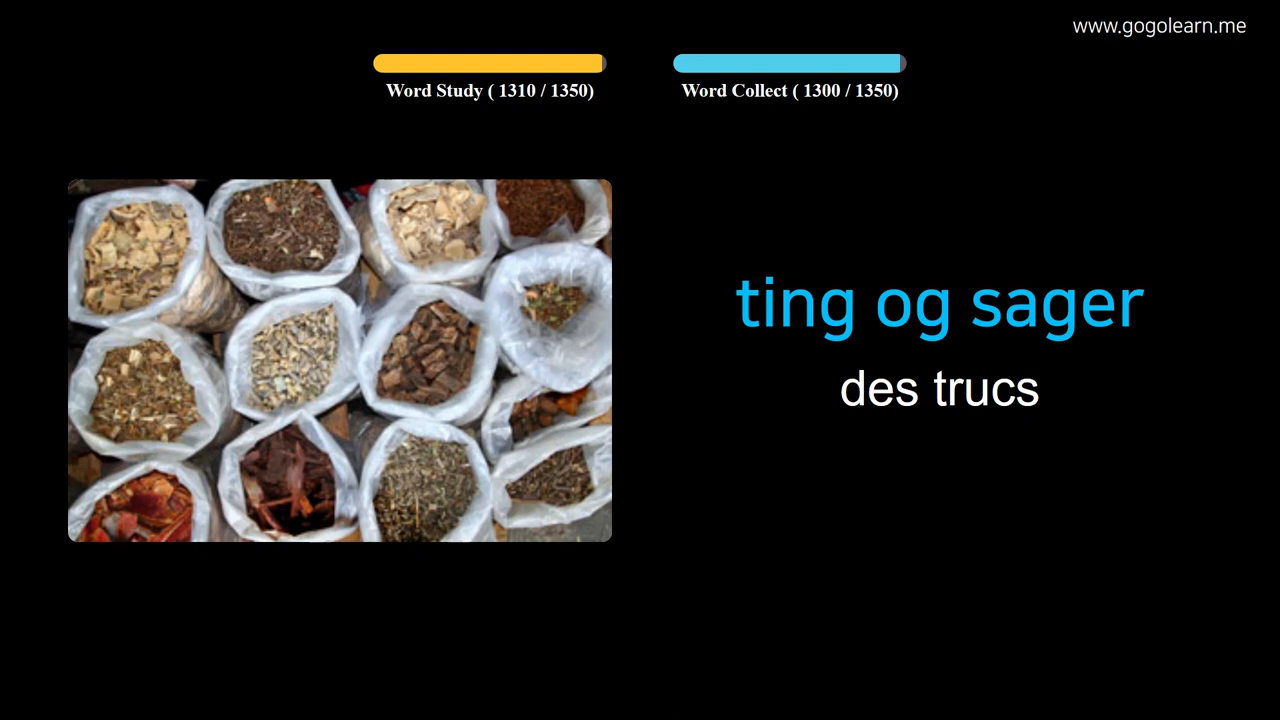 www.gogolearn.me
Word Study ( 1310 / 1350)
Word Collect ( 1300 / 1350)
ting og sager
des trucs